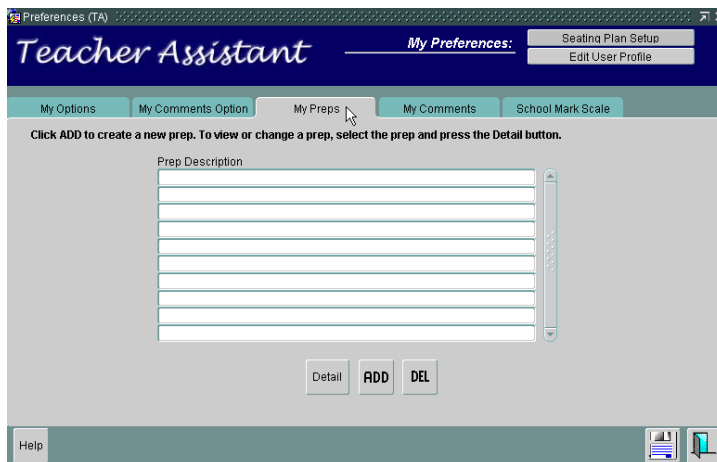 Preferences (TA)
Teacher Assistant
My Preferences:
Seating Plan Setup
Edit User Profile
My Options
My Comments Option
My Preps
My Comments
School Mark Scale
Click ADD to create a new prep. To view or change a prep, select the prep and press the Detail button.
Prep Description
Detail
ADD
DEL
Help